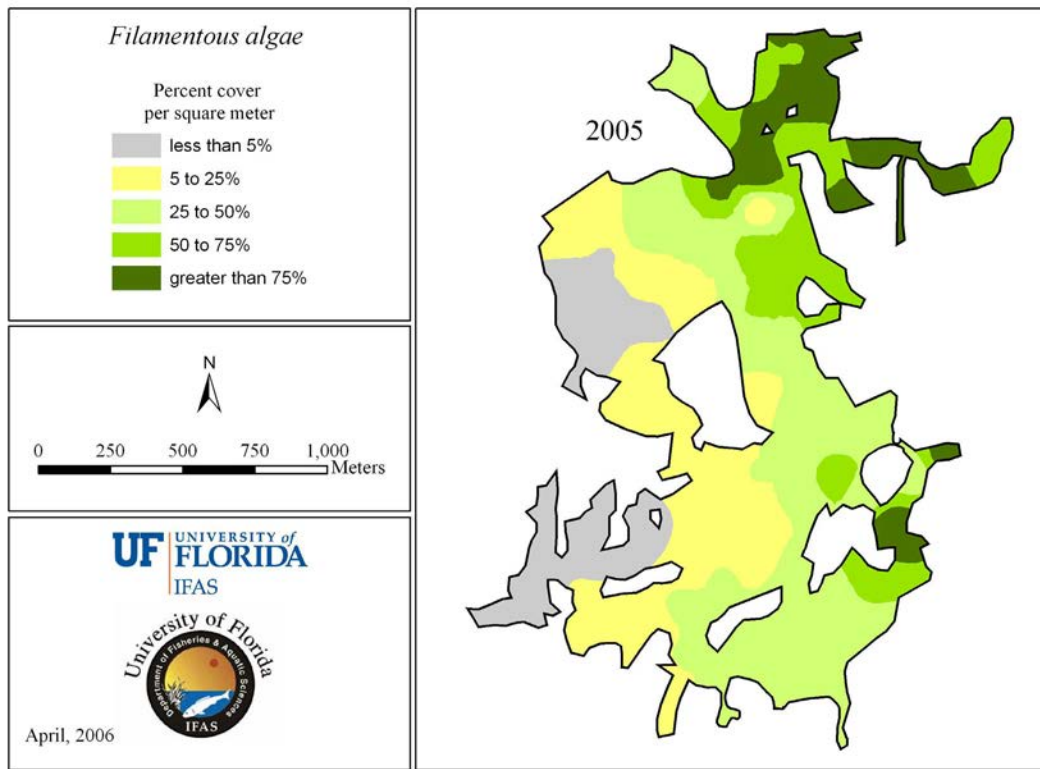 Filamentous algae
Percent cover
per square meter
less than 5%
5 to 25%
25 to 50%
50 to 75%
greater than 75%
N
0 250 500 750 1,000
Meters
UF UNIVERSITY of
FLORIDA
IFAS
University of Florida
Department of Fisheries & Aquatic Sciences
IFAS
April, 2006
2005